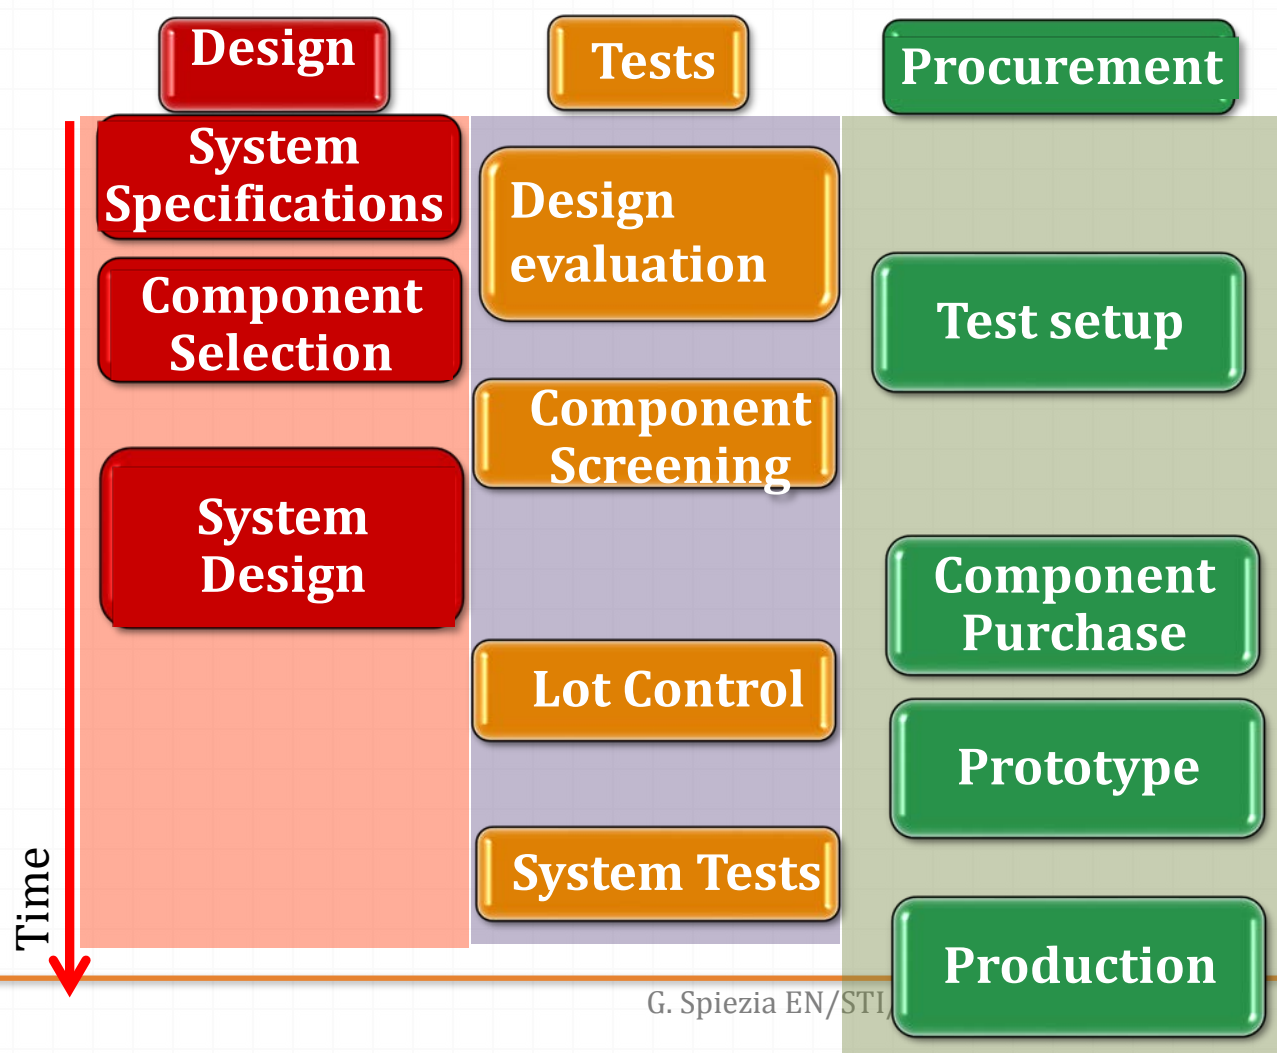 Design
Tests
Procurement
System
Specifications
Component
Selection
System
Design
Design
evaluation
Component
Screening
Lot Control
System Tests
Test setup
Component
Purchase
Prototype
Production
Time
G. Spiezia EN/STI/